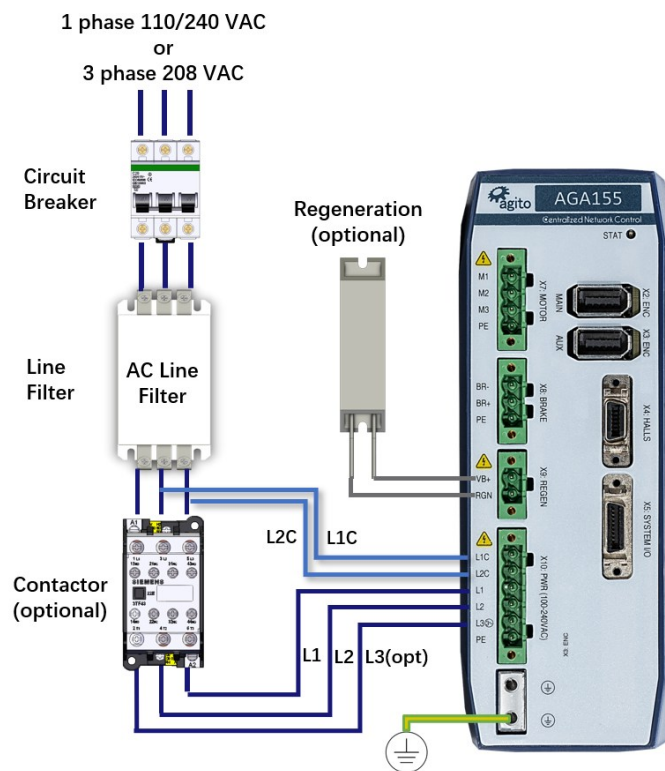 1 phase 110/240 VAC
or
3 phase 208 VAC
Circuit
Breaker
Regeneration
(optional)
Line
Filter
AC Line
Filter
Contactor
(optional)
A1
SIEMENS
A2
L2C
L1C
L1
L2
L3(opt)
agito
AGA155
Centralized Network Control
STAT
M1
M2
M3
PE
X7: MOTOR
MAIN
X2: ENC
AUX
X3: ENC
BR-
BR+
PE
X8: BRAKE
X4: HALLS
VB+
RGN
X9: REGEN
X5: SYSTEM I/O
L1C
L2C
L1
L2
L3
PE
X10: PWR (100-240VAC)